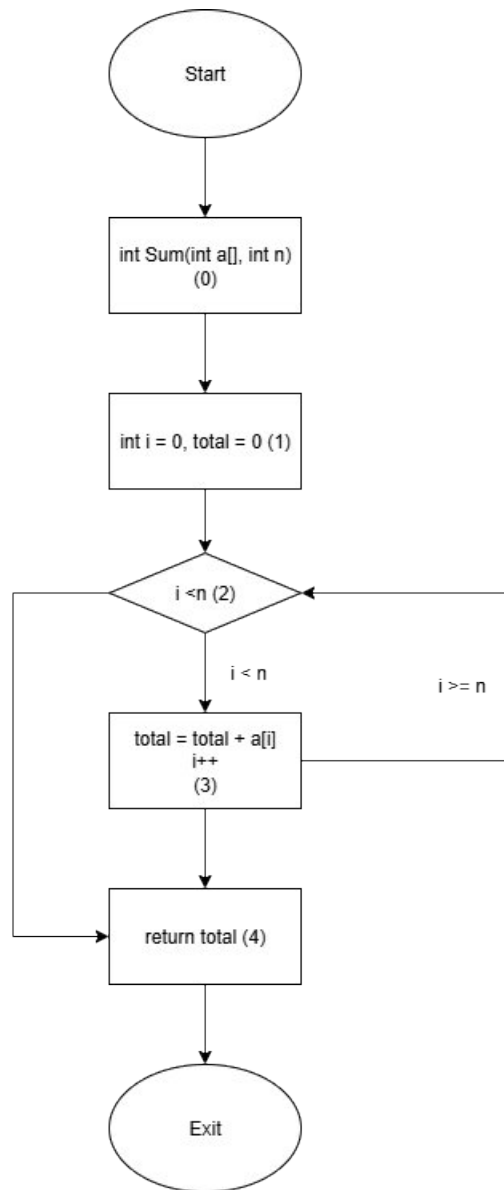 Start
int Sum(int a[], int n)
(0)
int i = 0, total = 0 (1)
i <n (2)
i < n
i >= n
total = total + a[i]
i++
(3)
return total (4)
Exit